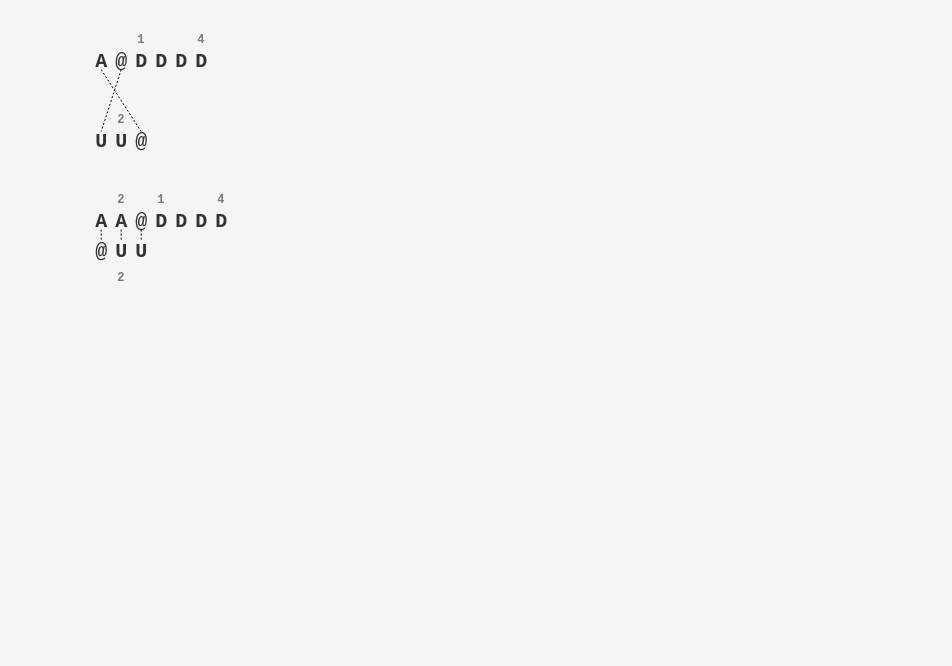 1 4
A @ D D D D
2
U U @
2 1 4
A A @ D D D D
@ U U
2